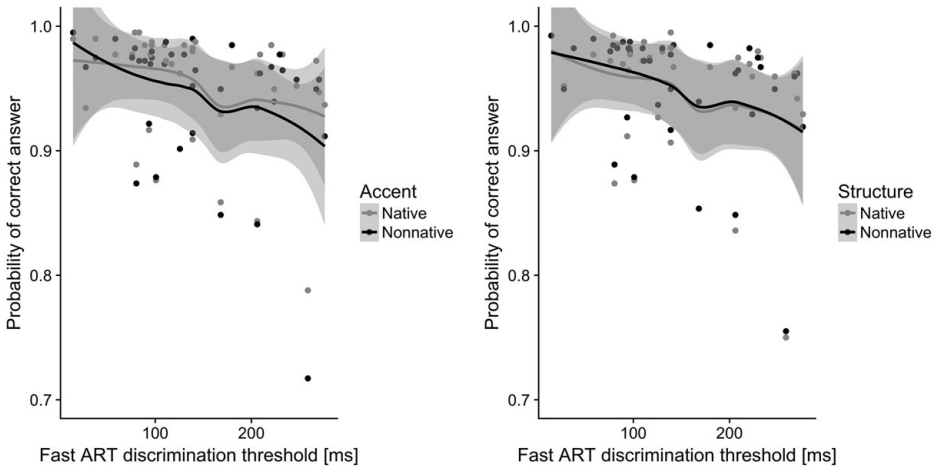 Probability of correct answer
1.0
0.9
0.8
0.7
100
200
Fast ART discrimination threshold [ms]
Accent
Native
Nonnative
Probability of correct answer
1.0
0.9
0.8
0.7
100
200
Fast ART discrimination threshold [ms]
Structure
Native
Nonnative